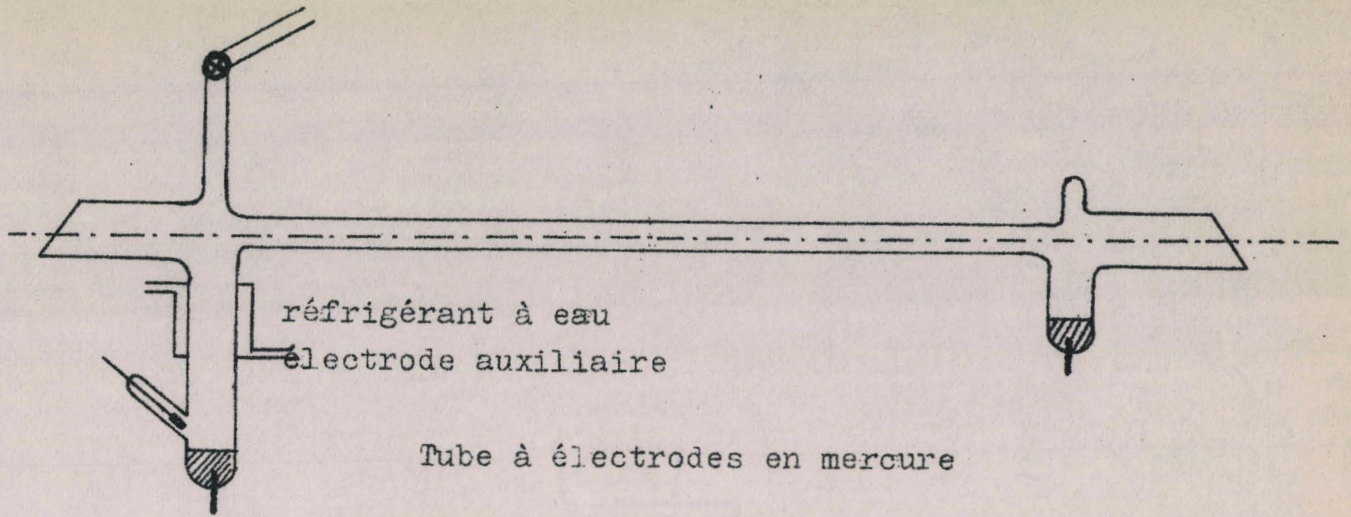 réfrigérant à eau
électrode auxiliaire
Tube à électrodes en mercure